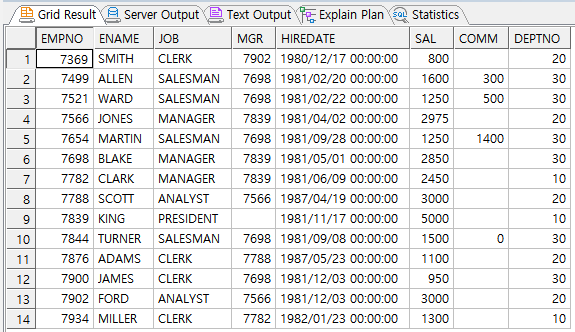 Grid Result Server Output Text Output Explain Plan Statistics
EMPNO ENAME JOB MGR HIREDATE SAL COMM DEPTNO
1 7369 SMITH CLERK 7902 1980/12/17 00:00:00 800 20
2 7499 ALLEN SALESMAN 7698 1981/02/20 00:00:00 1600 300 30
3 7521 WARD SALESMAN 7698 1981/02/22 00:00:00 1250 500 30
4 7566 JONES MANAGER 7839 1981/04/02 00:00:00 2975 20
5 7654 MARTIN SALESMAN 7698 1981/09/28 00:00:00 1250 1400 30
6 7698 BLAKE MANAGER 7839 1981/05/01 00:00:00 2850 30
7 7782 CLARK MANAGER 7839 1981/06/09 00:00:00 2450 10
8 7788 SCOTT ANALYST 7566 1987/04/19 00:00:00 3000 20
9 7839 KING PRESIDENT 1981/11/17 00:00:00 5000 10
10 7844 TURNER SALESMAN 7698 1981/09/08 00:00:00 1500 0 30
11 7876 ADAMS CLERK 7788 1987/05/23 00:00:00 1100 20
12 7900 JAMES CLERK 7698 1981/12/03 00:00:00 950 30
13 7902 FORD ANALYST 7566 1981/12/03 00:00:00 3000 20
14 7934 MILLER CLERK 7782 1982/01/23 00:00:00 1300 10